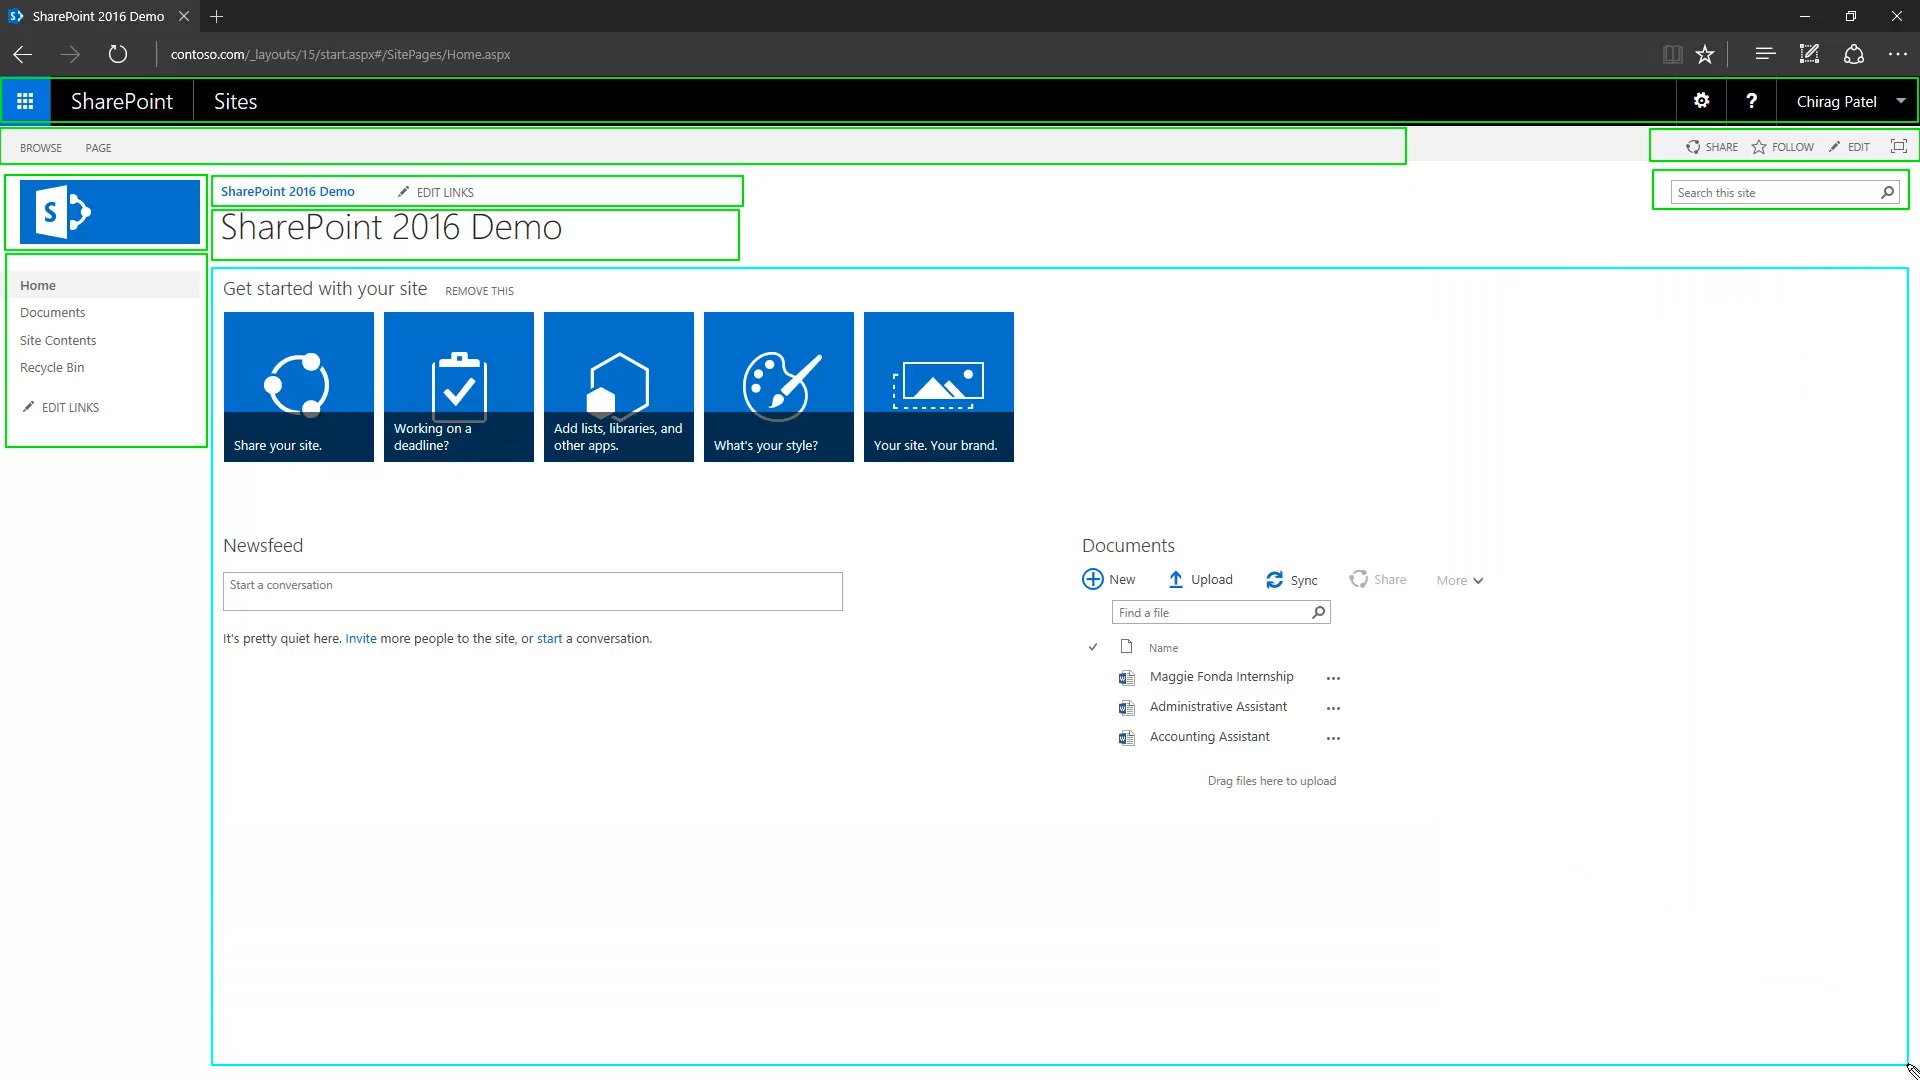 SharePoint 2016 Demo
contoso.com/_layouts/15/start.aspx#/SitePages/Home.aspx
SharePoint Sites ? Chirag Patel
BROWSE PAGE SHARE FOLLOW EDIT
S SharePoint 2016 Demo EDIT LINKS Search this site
SharePoint 2016 Demo
Home
Documents
Site Contents
Recycle Bin
EDIT LINKS
Get started with your site REMOVE THIS
Share your site.
Working on a
deadline?
Add lists, libraries, and
other apps.
What's your style?
Your site. Your brand.
Newsfeed
Start a conversation
It's pretty quiet here. Invite more people to the site, or start a conversation.
Documents
New Upload Sync Share More
Find a file
Name
Maggie Fonda Internship ...
Administrative Assistant ...
Accounting Assistant ...
Drag files here to upload